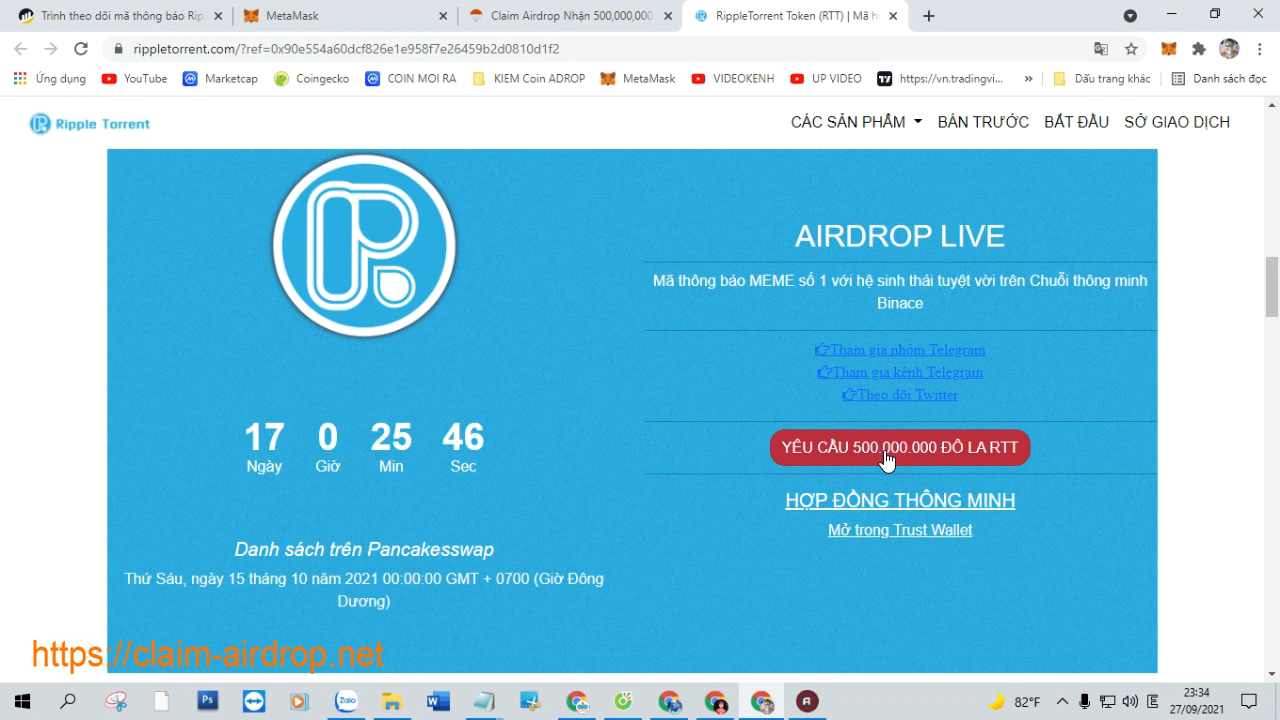 Trình theo dõi mã thông báo R
MetaMask
Claim Airdrop Nhận 500,000,000
RippleTorrent Token (RTT) | Mã h
rippletorrent.com/?ref=0x90e554a60dcf826e1e958f7e26459b2d0810d1f2
Ứng dụng
YouTube
Marketcap
Coingecko
COIN MOI RA
KIEM Coin ADROP
MetaMask
VIDEOKENH
UP VIDEO
https://vn.tradingvi...
»
Dấu trang khác
Danh sách đọc
Ripple Torrent
CÁC SẢN PHẨM
BÁN TRƯỚC
BẮT ĐẦU
SỞ GIAO DỊCH
AIRDROP LIVE
Mã thông báo MEME số 1 với hệ sinh thái tuyệt vời trên Chuỗi thông minh
Binace
Tham gia nhóm Telegram
Tham gia kênh Telegram
Theo dõi Twitter
YÊU CẦU 500.000.000 ĐÔ LA RTT
HỢP ĐỒNG THÔNG MINH
Mở trong Trust Wallet
17 0 25 46
Ngày Giờ Min Sec
Danh sách trên Pancakesswap
Thứ Sáu, ngày 15 tháng 10 năm 2021 00:00:00 GMT + 0700 (Giờ Đông
Dương)
https://claim-airdrop.net
Ps
Zalo
82°F
23:34
27/09/2021